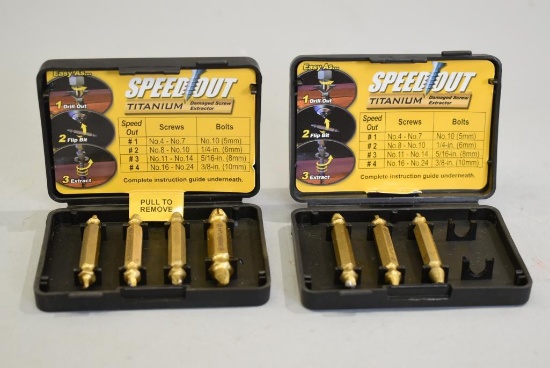 Easy As...
SPEED OUT
TITANIUM Damaged Screw
Extractor
1 Drill Out
2 Flip Bit
3 Extract
Speed Out Screws Bolts
# 1 No.4 - No.7 No.10 (5mm)
# 2 No.8 - No.10 1/4-in. (6mm)
# 3 No.11 - No.14 5/16-in. (8mm)
# 4 No.16 - No.24 3/8-in. (10mm)
Complete instruction guide underneath.
PULL TO
REMOVE
Easy As...
SPEED OUT
TITANIUM Damaged Screw
Extractor
1 Drill Out
2 Flip Bit
3 Extract
Speed Out Screws Bolts
# 1 No.4 - No.7 No.10 (5mm)
# 2 No.8 - No.10 1/4-in. (6mm)
# 3 No.11 - No.14 5/16-in. (8mm)
# 4 No.16 - No.24 3/8-in. (10mm)
Complete instruction guide underneath.